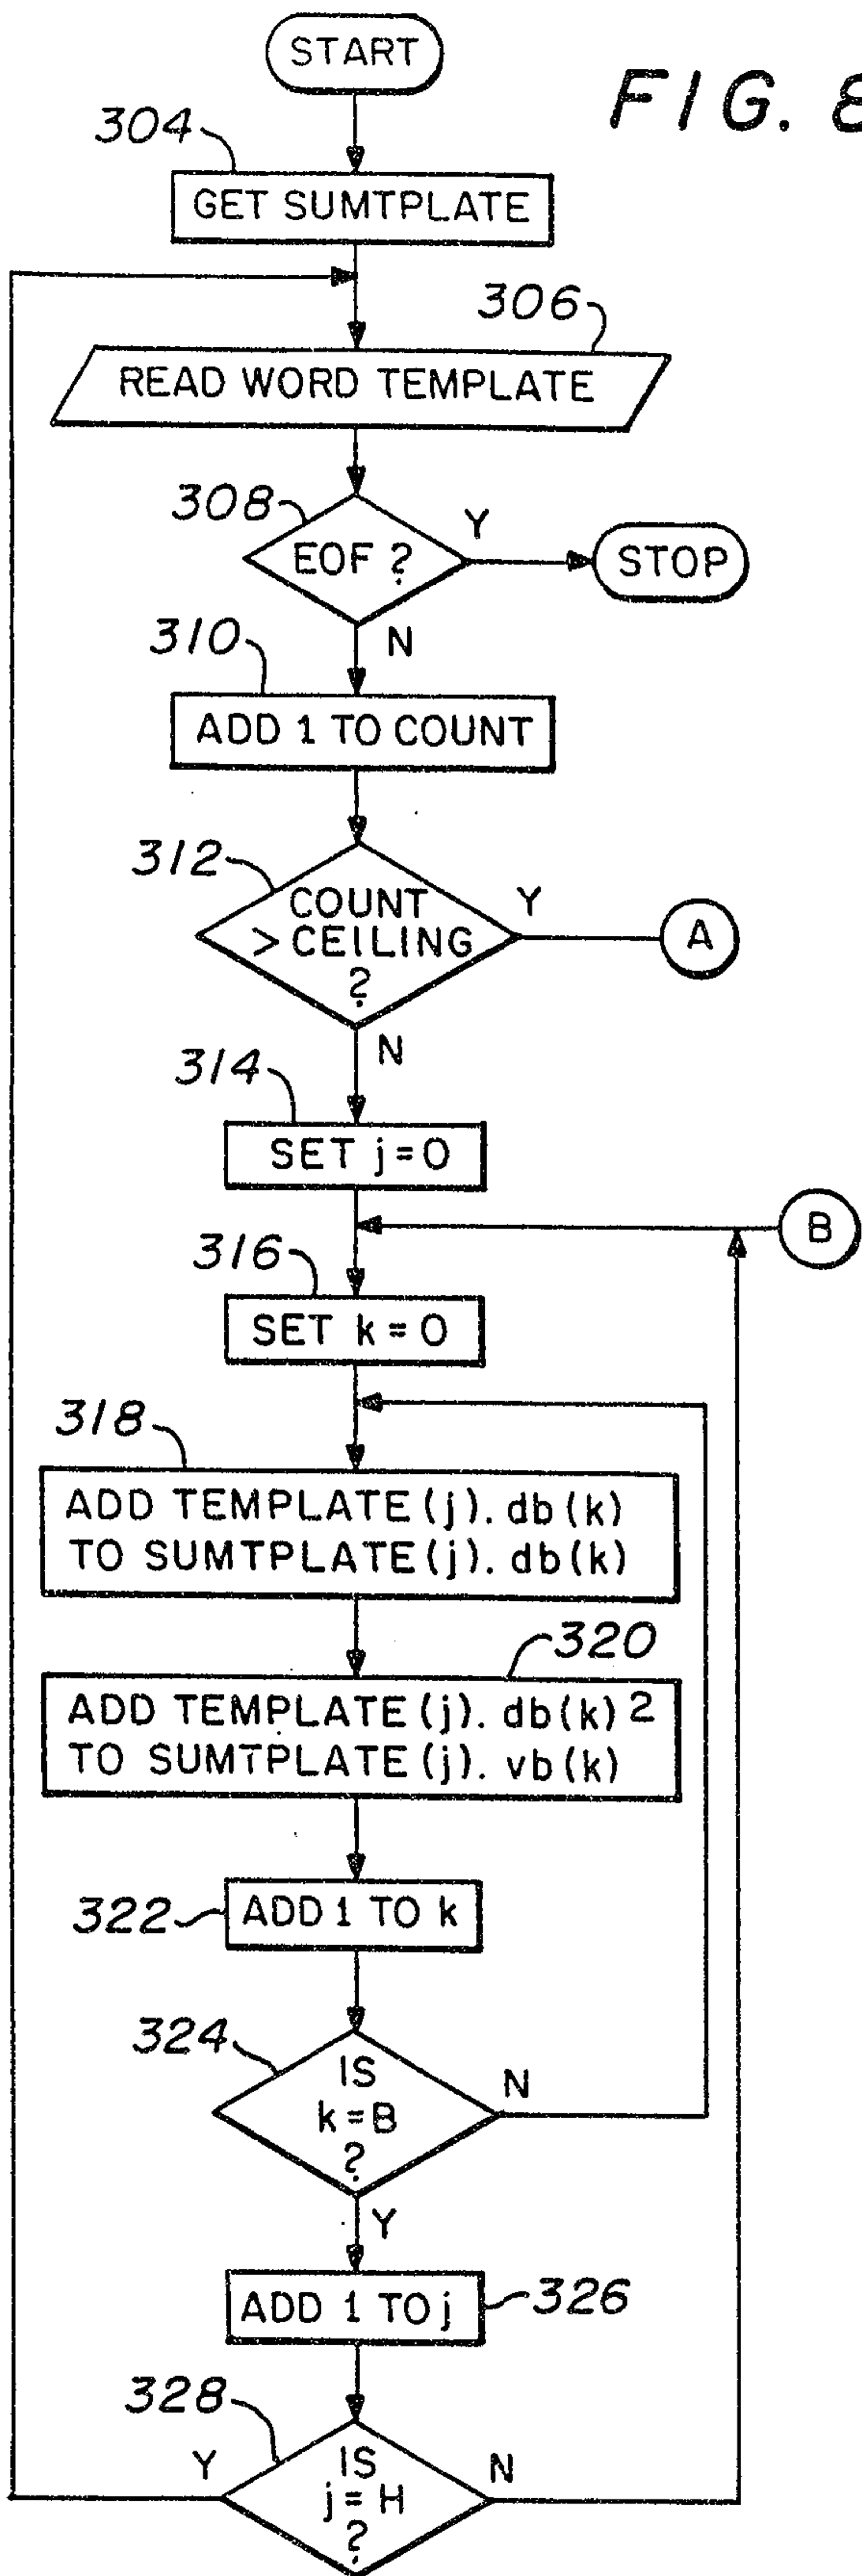 START
FIG. 8
304
GET SUMTPLATE
306
READ WORD TEMPLATE
308
EOF ?
Y
STOP
N
310
ADD 1 TO COUNT
312
COUNT
> CEILING
?
Y
A
N
314
SET j=0
B
316
SET k=0
318
ADD TEMPLATE(j).db(k)
TO SUMTPLATE(j).db(k)
320
ADD TEMPLATE(j).db(k)2
TO SUMTPLATE(j).vb(k)
322
ADD 1 TO k
324
IS
k=B
?
N
Y
ADD 1 TO j
326
328
Y
IS
j=H
?
N